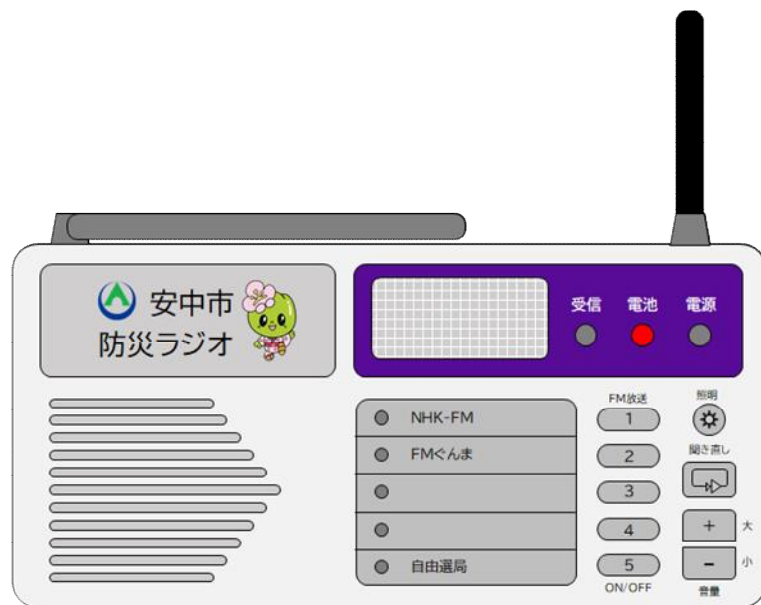 安中市
防災ラジオ
受信 電池 電源
NHK-FM
FMぐんま
自由選局
FM放送
1
2
3
4
5
ON/OFF
照明
聞き直し
+ 大
- 小
音量